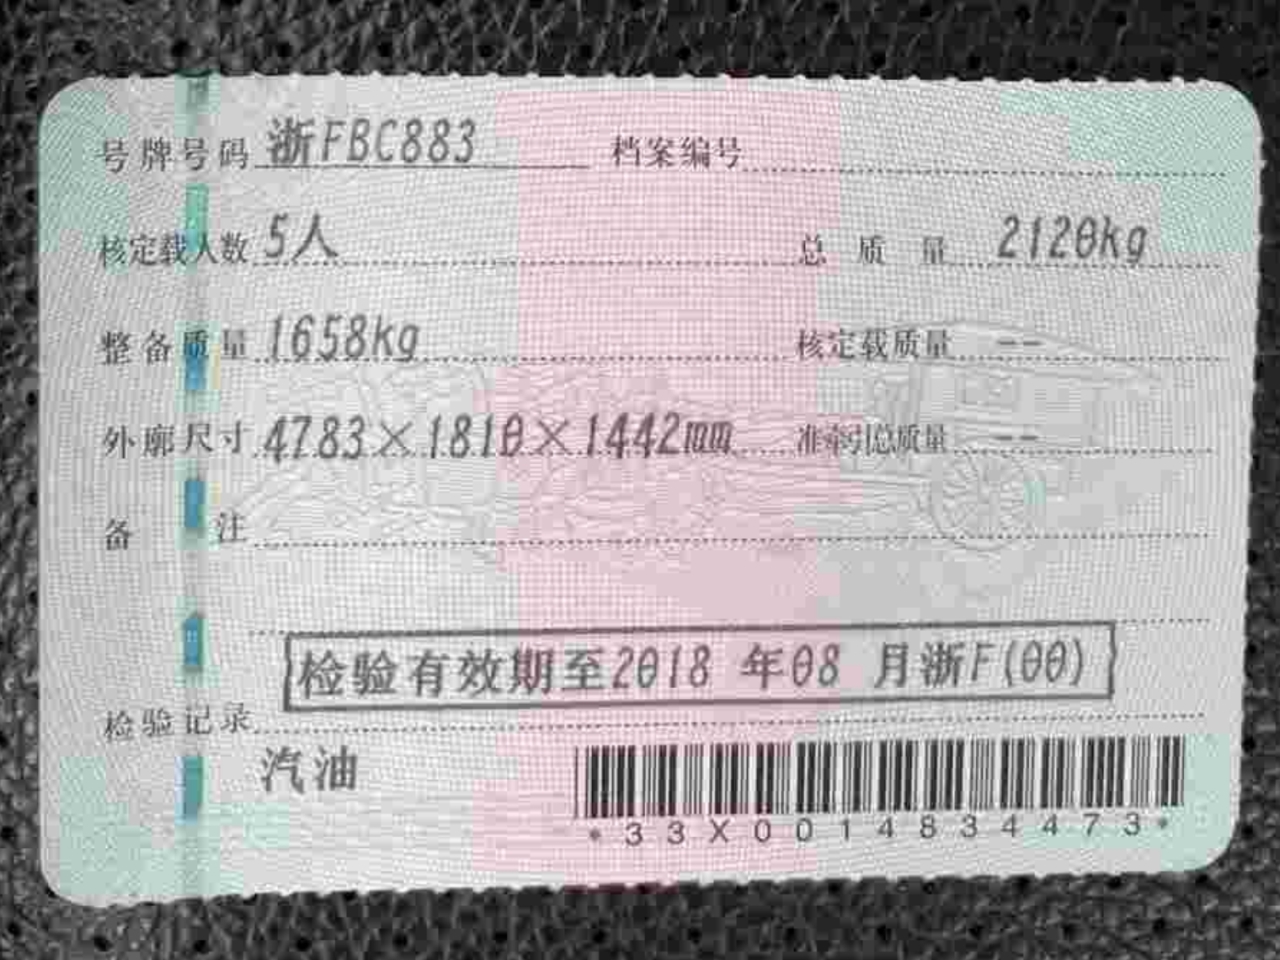 号牌号码 浙FBC883 档案编号
核定载人数 5人 总质量 2120kg
整备质量 1658kg 核定载质量 --
外廓尺寸 4783×1810×1442mm 准牵引总质量 --
备注
检验有效期至2018 年08 月浙F(00)
检验记录
汽油
*33X0014834473*